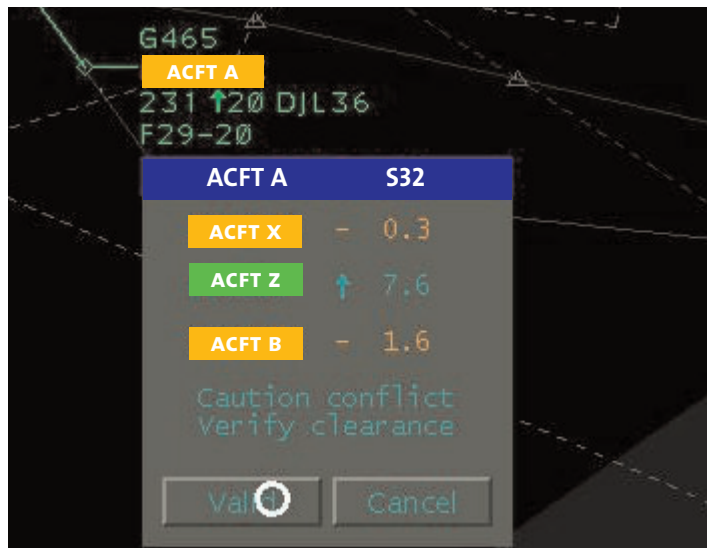 G465
ACFT A
231 ↑20 DJL36
F29-20
ACFT A S32
ACFT X - 0.3
ACFT Z ↑ 7.6
ACFT B - 1.6
Caution conflict
Verify clearance
Valid Cancel